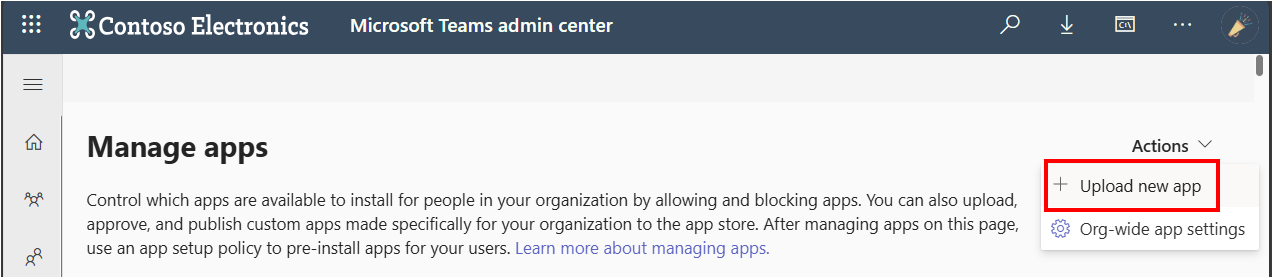 Contoso Electronics Microsoft Teams admin center
Manage apps
Actions
Upload new app
Org-wide app settings
Control which apps are available to install for people in your organization by allowing and blocking apps. You can also upload,
approve, and publish custom apps made specifically for your organization to the app store. After managing apps on this page,
use an app setup policy to pre-install apps for your users. Learn more about managing apps.